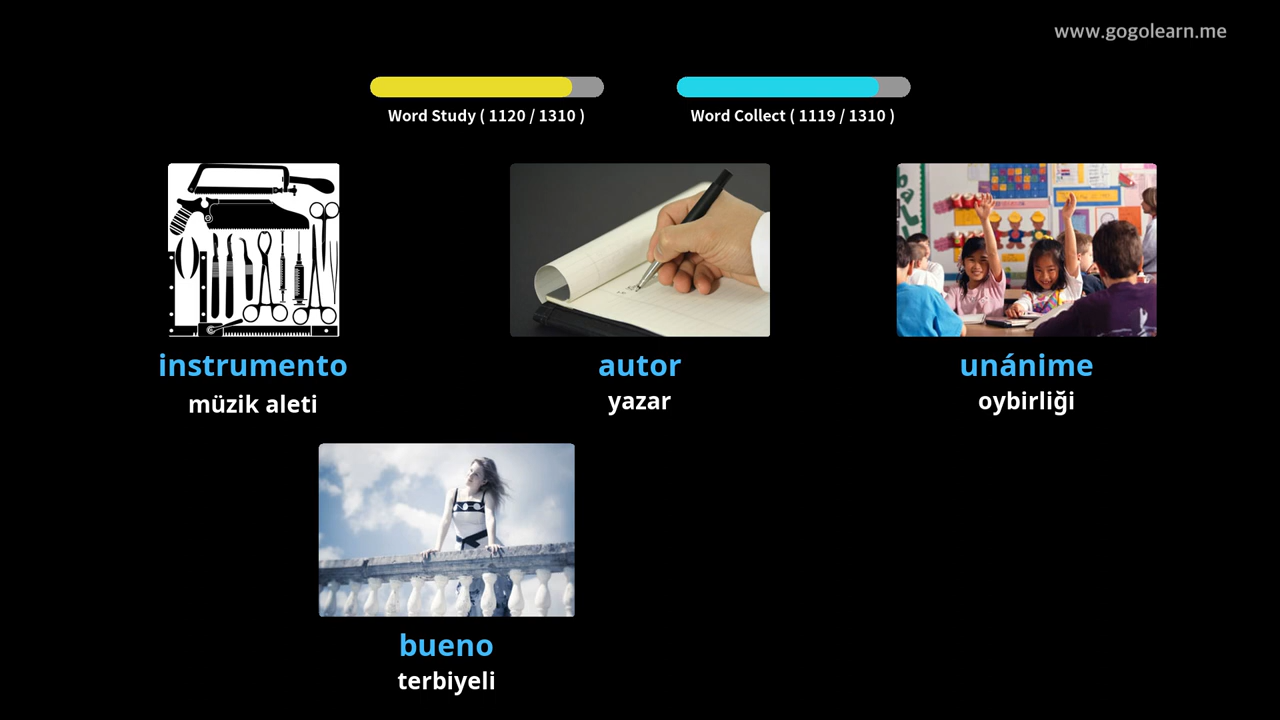 www.gogolearn.me
Word Study ( 1120 / 1310 )
Word Collect ( 1119 / 1310 )
instrumento
müzik aleti
autor
yazar
unánime
oybirliği
bueno
terbiyeli